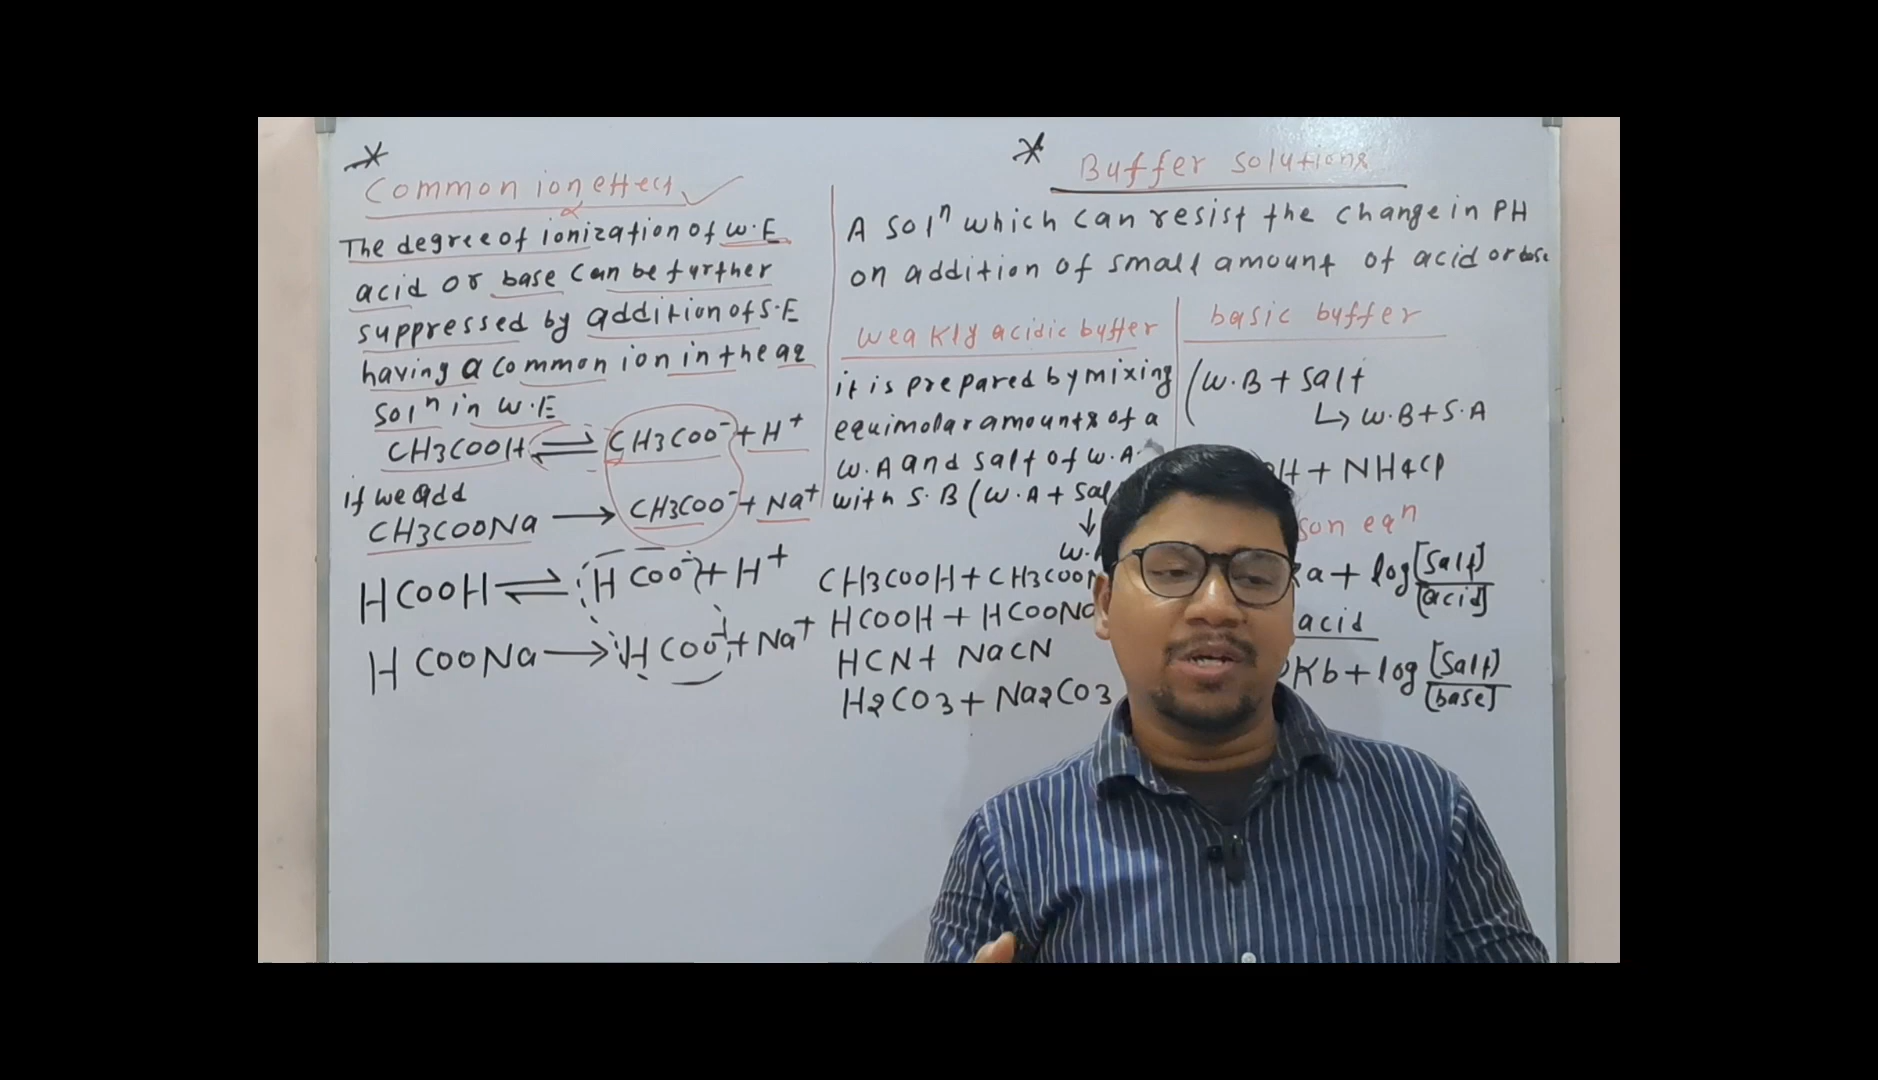 Common ion effect
α
The degree of ionization of W.E
acid or base can be further
suppressed by addition of S.E
having a common ion in the aq
solⁿ in W.E
CH3COOH ⇌ CH3COO⁻ + H⁺
if we add
CH3COONa → CH3COO⁻ + Na⁺
HCOOH ⇌ HCOO⁻ + H⁺
HCOONa → HCOO⁻ + Na⁺
Buffer solutions
A solⁿ which can resist the change in PH
on addition of small amount of acid or base
weakly acidic buffer
it is prepared by mixing
equimolar amounts of a
W.A and salt of W.A
with S.B (W.A + Sal
↓
W.
CH3COOH + CH3COON
HCOOH + HCOONa
HCN + NaCN
H2CO3 + Na2CO3
basic buffer
(W.B + Salt
↳ W.B + S.A
H + NH4Cl
son eqⁿ
a + log [Salt]/[acid]
acid
Kb + log [Salt]/[base]